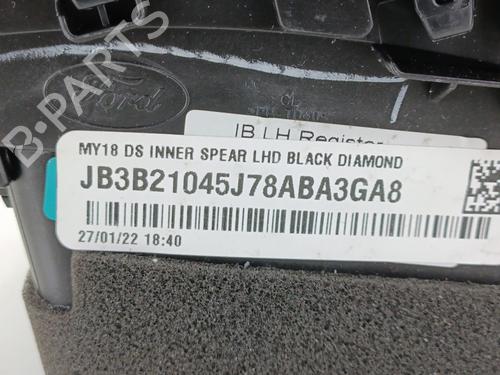 B-PARTS
Ford
IB LH Register
MY18 DS INNER SPEAR LHD BLACK DIAMOND
JB3B21045J78ABA3GA8
27/01/22 18:40